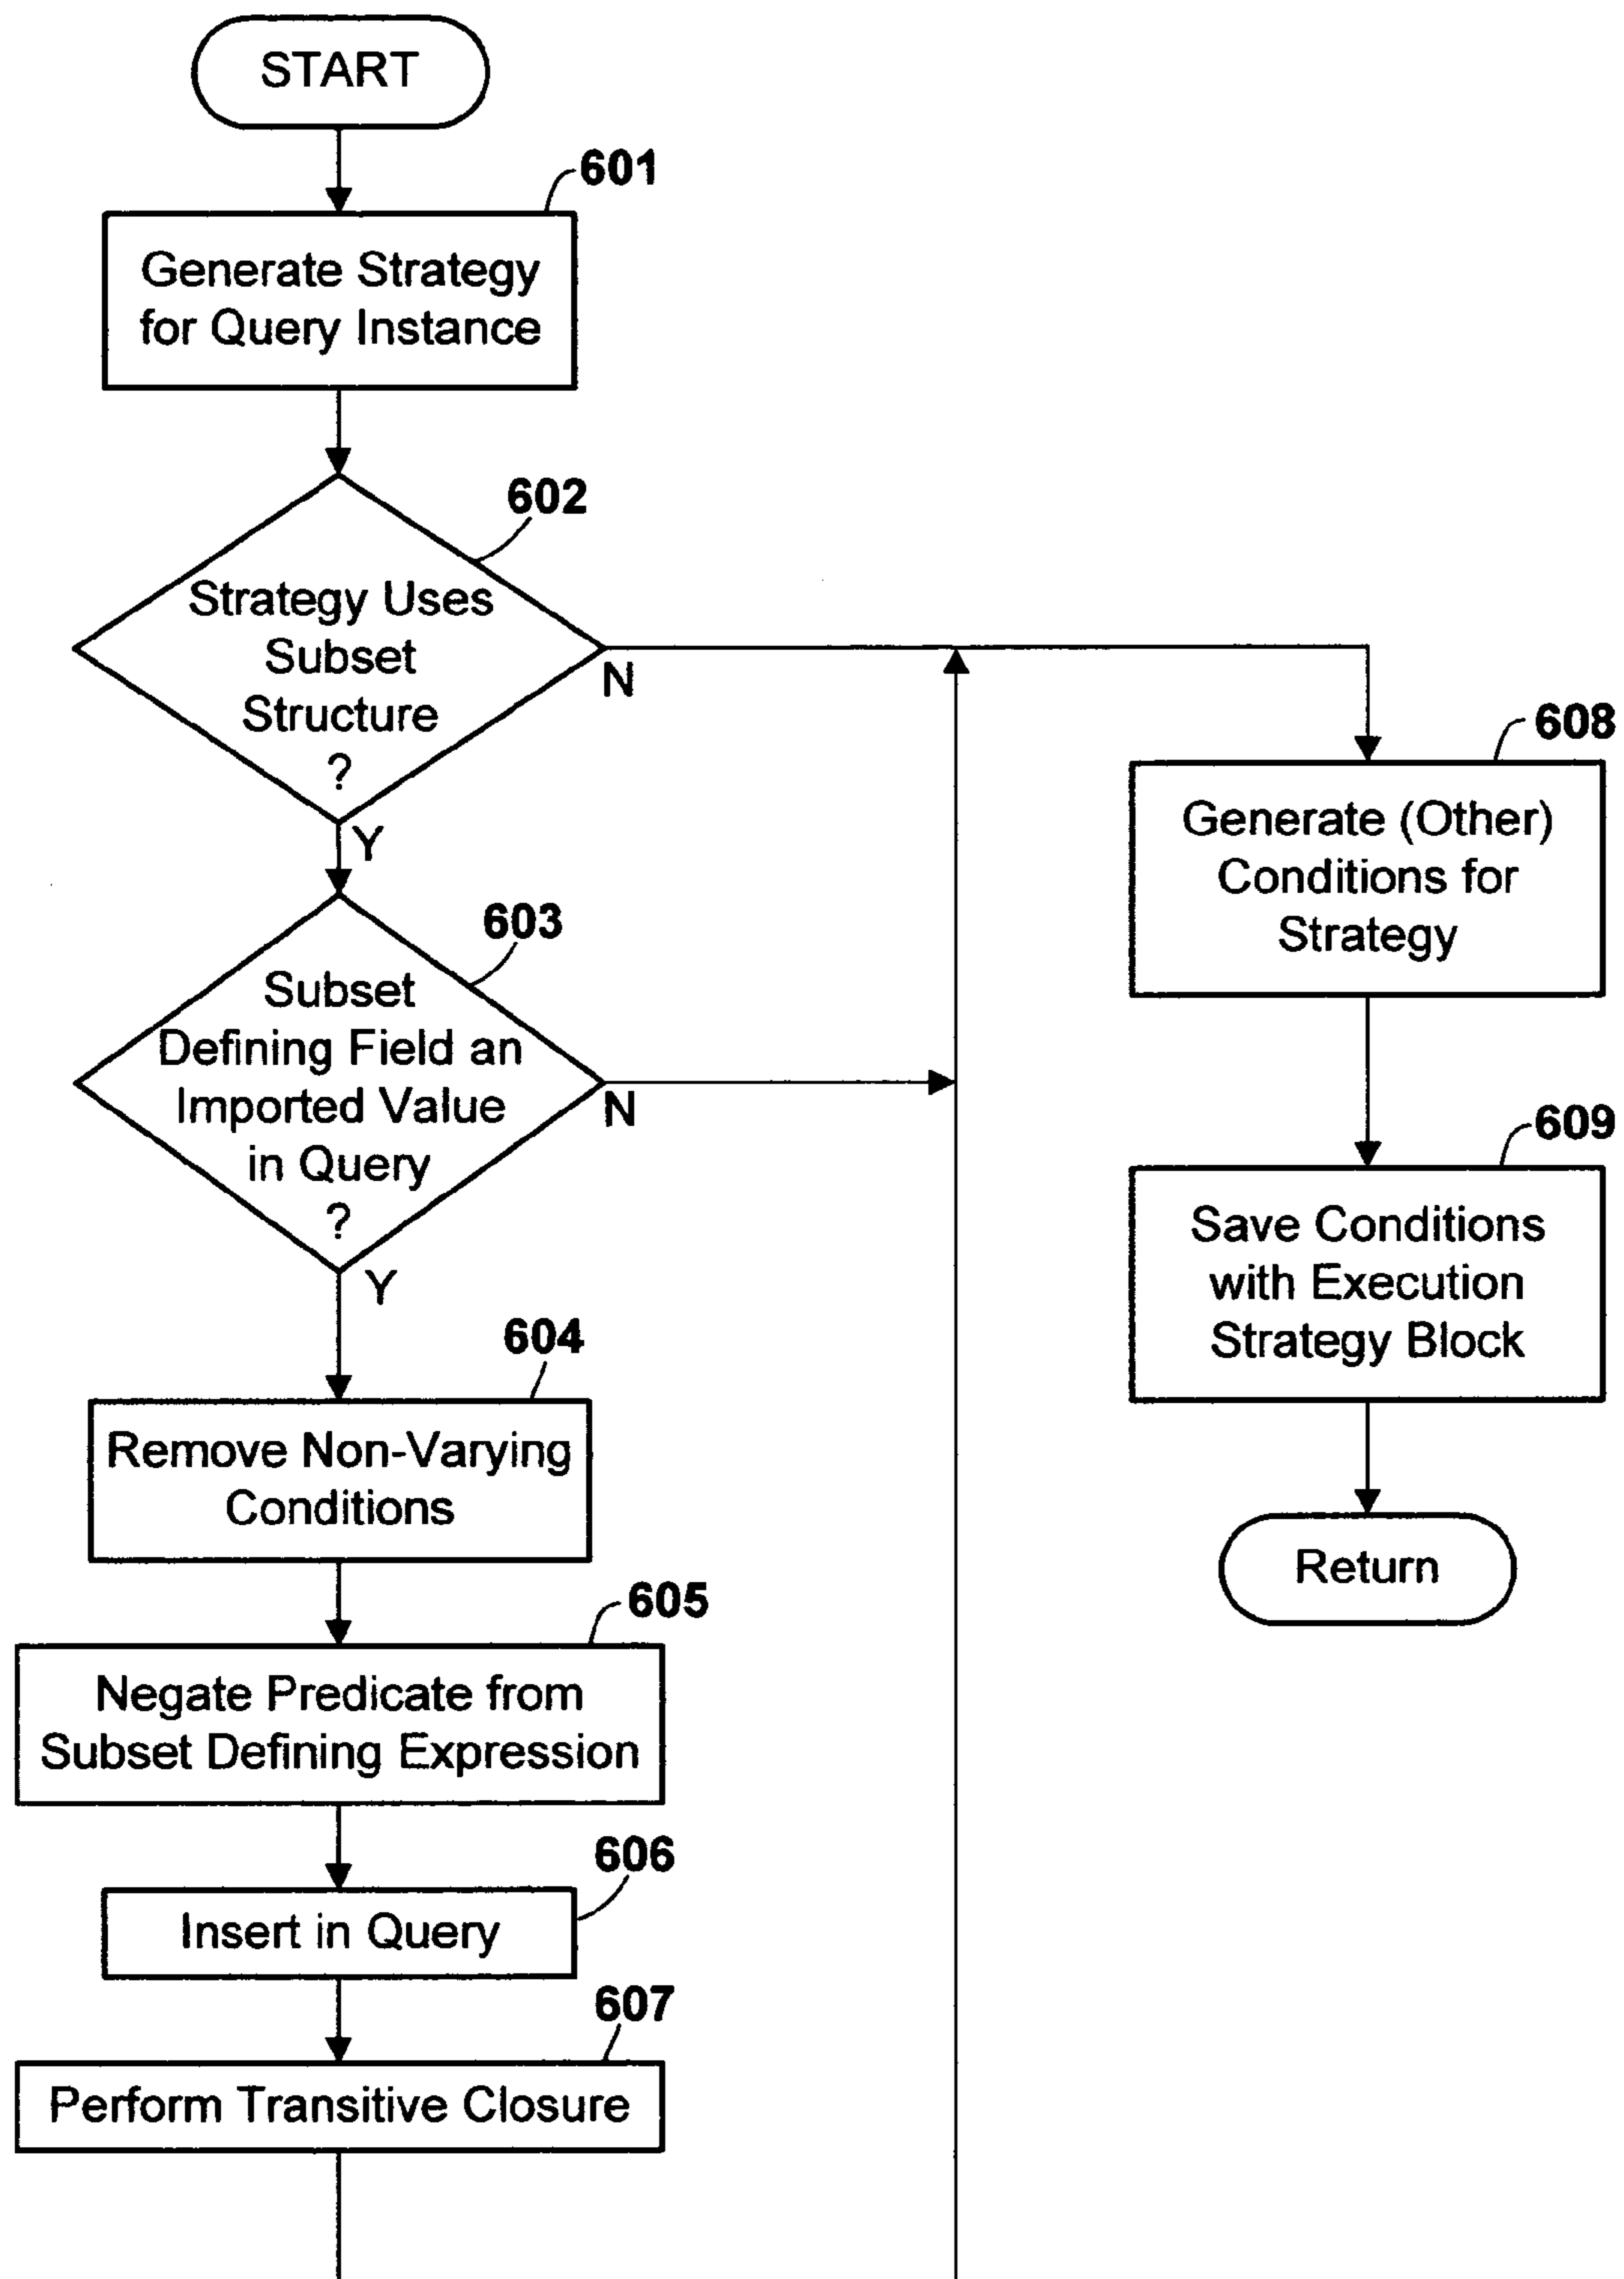 START
601
Generate Strategy
for Query Instance
602
Strategy Uses
Subset
Structure
?
N
Y
603
Subset
Defining Field an
Imported Value
in Query
?
N
Y
604
Remove Non-Varying
Conditions
605
Negate Predicate from
Subset Defining Expression
606
Insert in Query
607
Perform Transitive Closure
608
Generate (Other)
Conditions for
Strategy
609
Save Conditions
with Execution
Strategy Block
Return